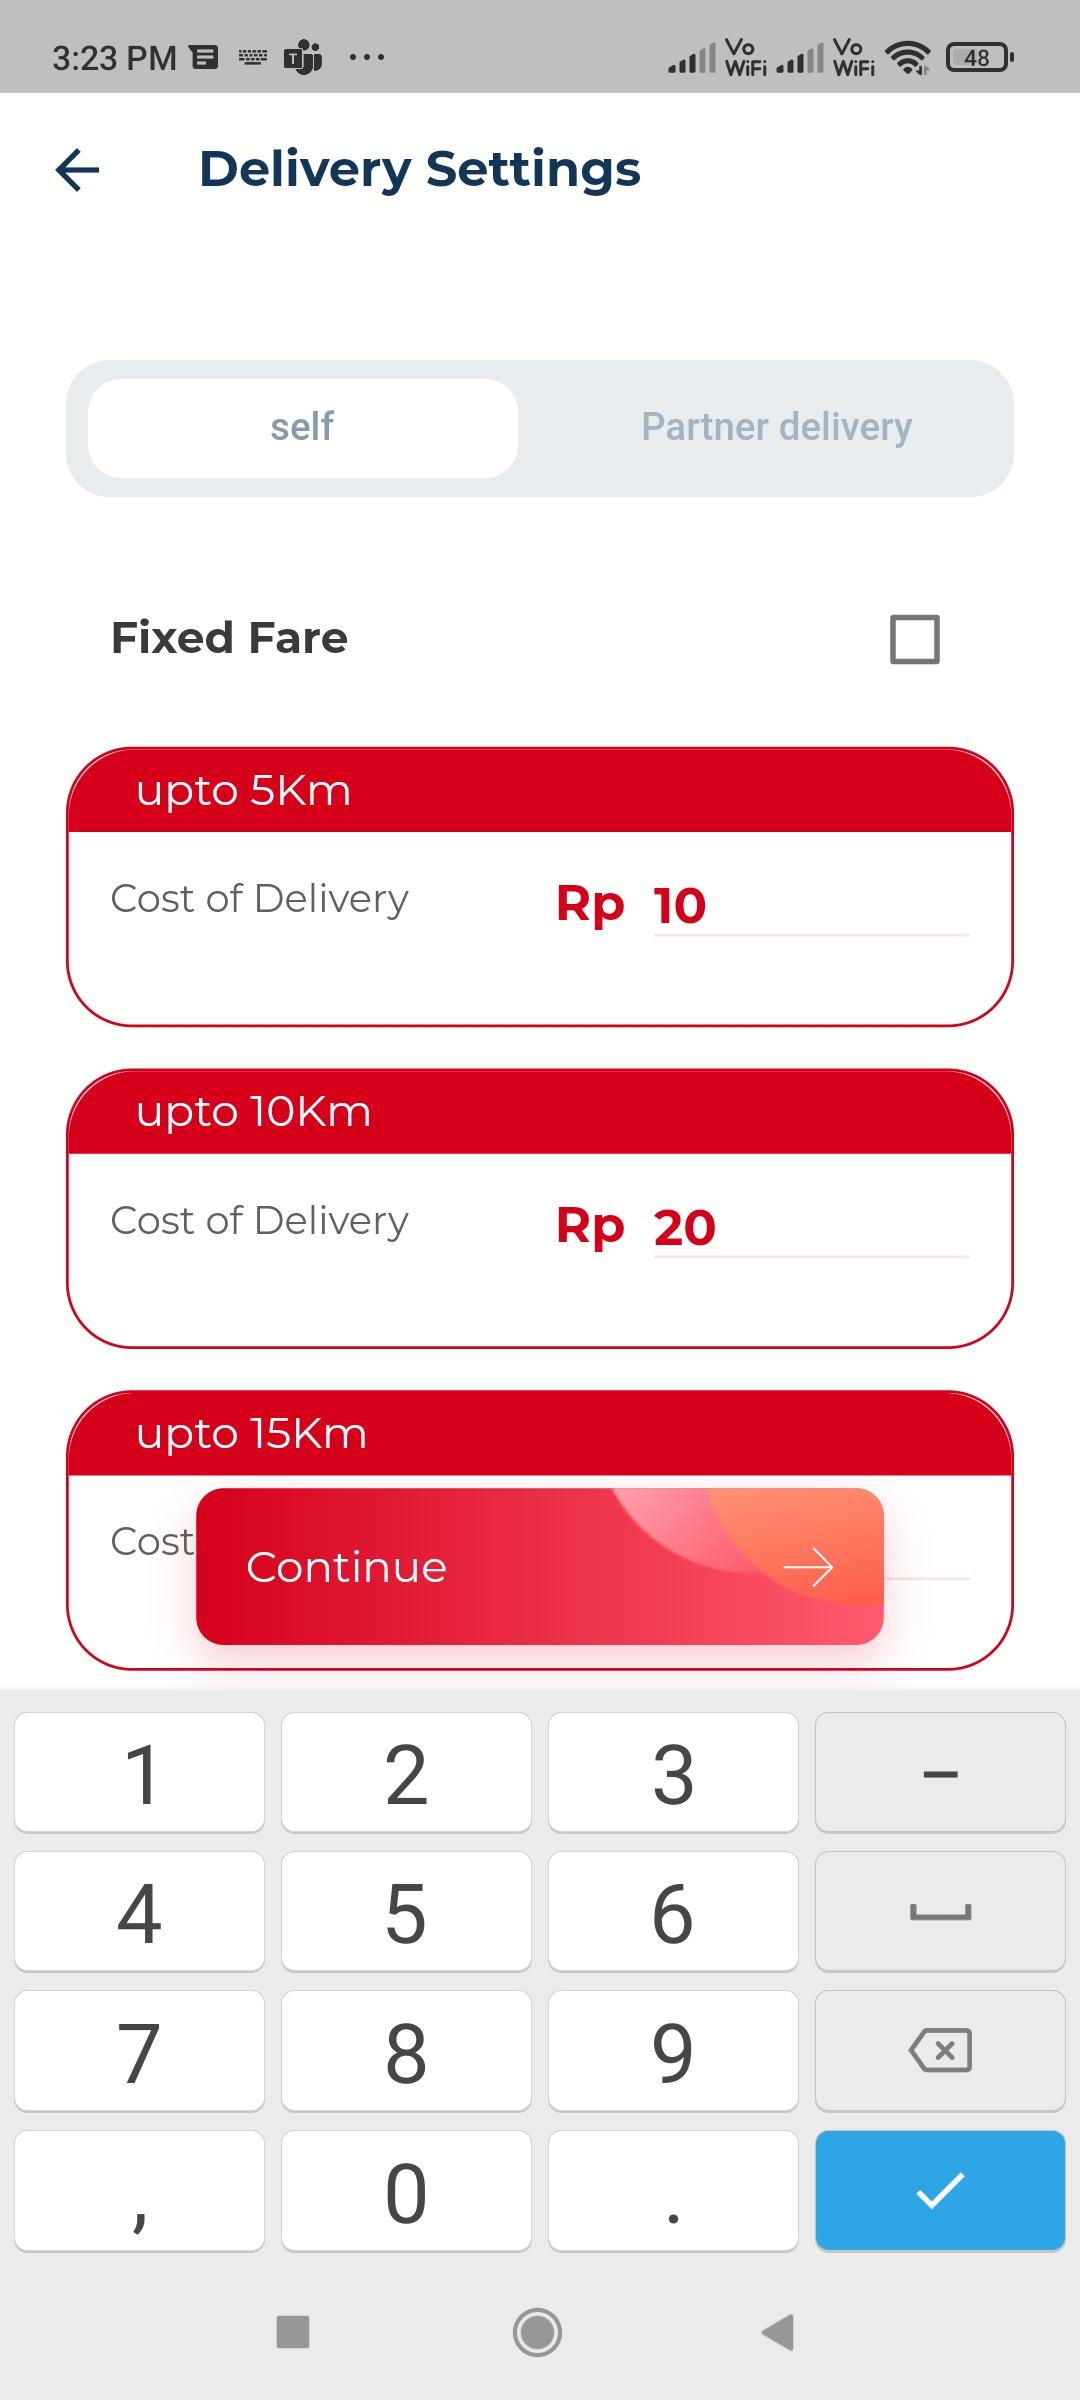 3:23 PM T ... Vo WiFi Vo WiFi 48
Delivery Settings
self Partner delivery
Fixed Fare
upto 5Km
Cost of Delivery Rp 10
upto 10Km
Cost of Delivery Rp 20
upto 15Km
Cost
Continue
1 2 3 –
4 5 6
7 8 9
, 0 .